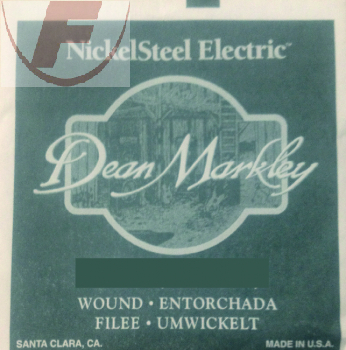 F
NickelSteel Electric™
Dean Markley
WOUND • ENTORCHADA
FILEE • UMWICKELT
SANTA CLARA, CA. MADE IN U.S.A.